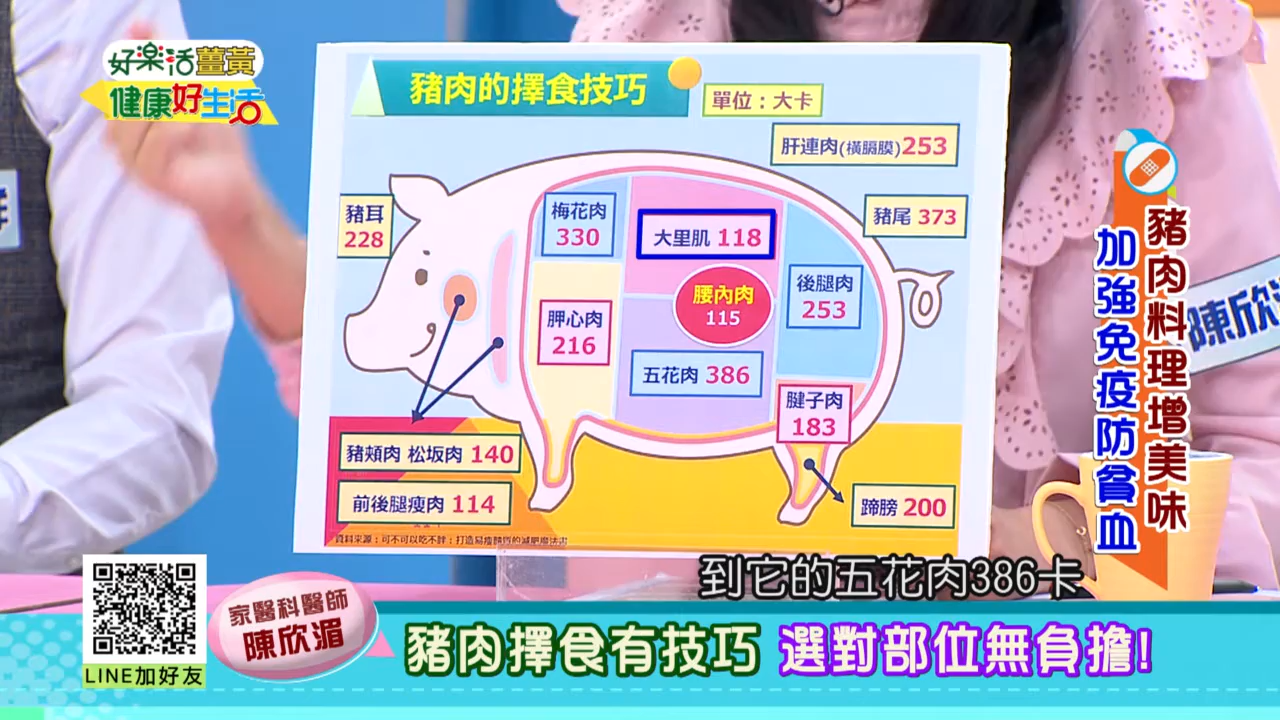 好樂活薑黃
健康好生活
豬肉的擇食技巧
單位：大卡
肝連肉(橫膈膜)253
豬耳
228
梅花肉
330
大里肌 118
豬尾 373
腰內肉
115
後腿肉
253
胛心肉
216
五花肉 386
腱子肉
183
豬頰肉 松坂肉 140
前後腿瘦肉 114
蹄膀 200
豬肉料理增美味
加強免疫防貧血
陳欣
到它的五花肉386卡
家醫科醫師
陳欣湄
豬肉擇食有技巧 選對部位無負擔!
LINE加好友